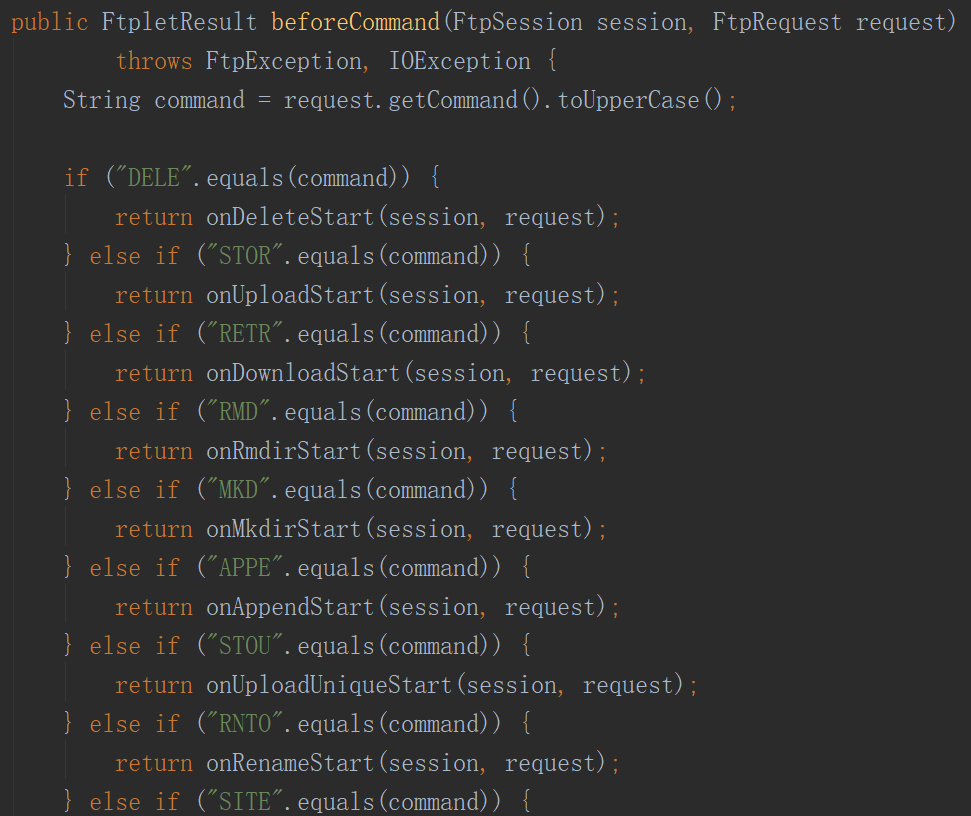 public FtpletResult beforeCommand(FtpSession session, FtpRequest request)
        throws FtpException, IOException {
    String command = request.getCommand().toUpperCase();

    if ("DELE".equals(command)) {
        return onDeleteStart(session, request);
    } else if ("STOR".equals(command)) {
        return onUploadStart(session, request);
    } else if ("RETR".equals(command)) {
        return onDownloadStart(session, request);
    } else if ("RMD".equals(command)) {
        return onRmdirStart(session, request);
    } else if ("MKD".equals(command)) {
        return onMkdirStart(session, request);
    } else if ("APPE".equals(command)) {
        return onAppendStart(session, request);
    } else if ("STOU".equals(command)) {
        return onUploadUniqueStart(session, request);
    } else if ("RNTO".equals(command)) {
        return onRenameStart(session, request);
    } else if ("SITE".equals(command)) {